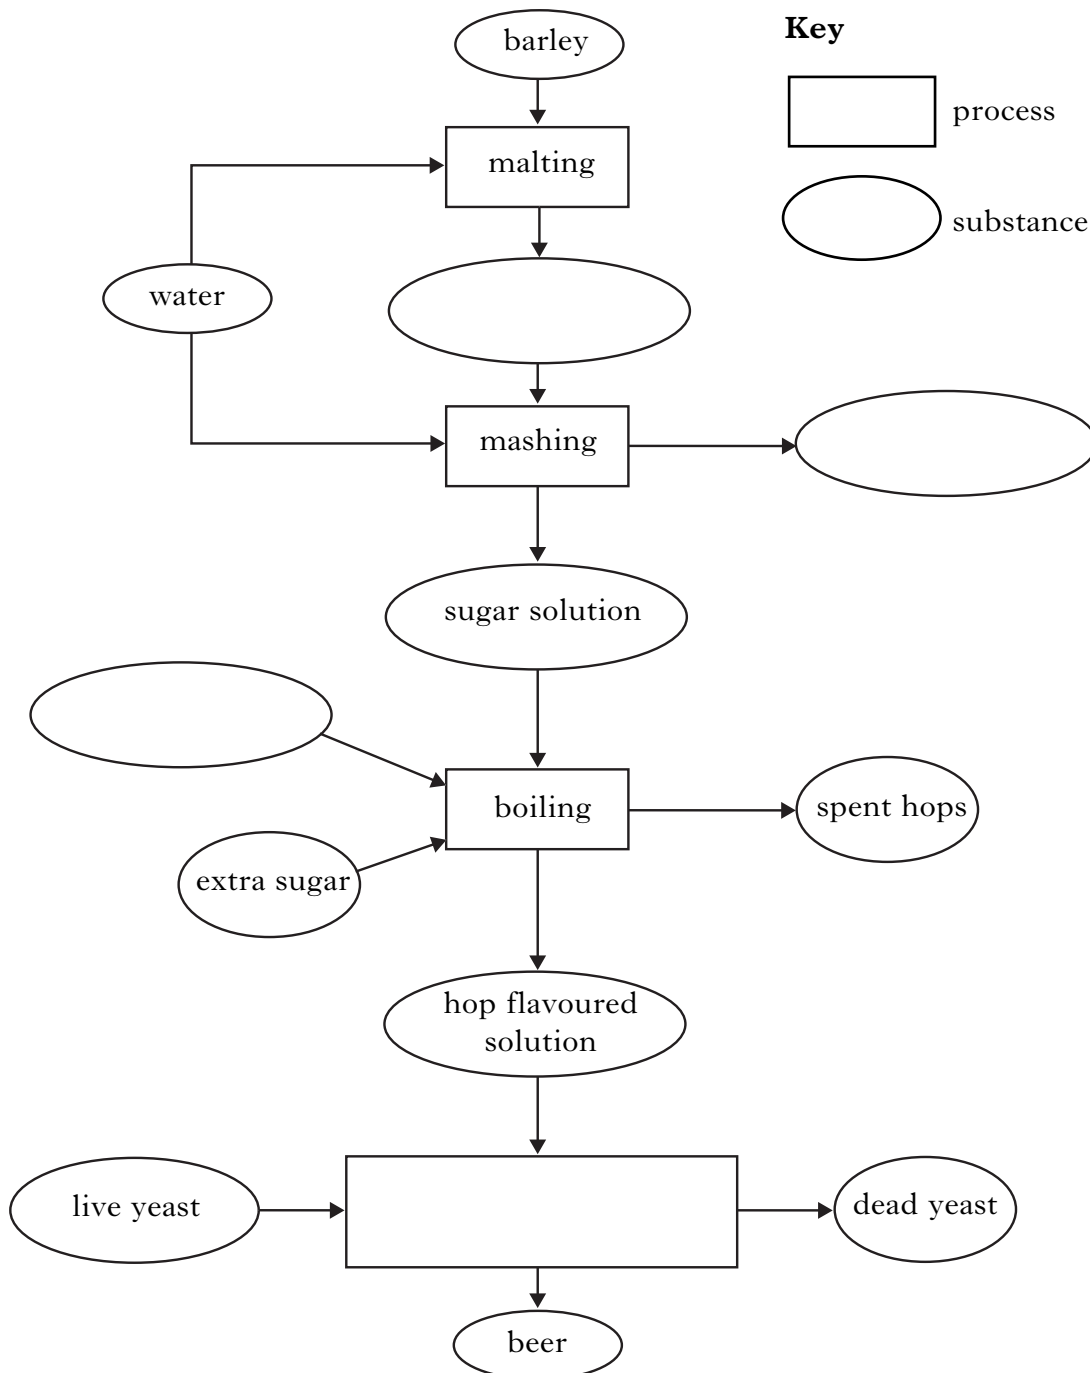 barley
Key
process
malting
substance
water
mashing
sugar solution
boiling
spent hops
extra sugar
hop flavoured
solution
live yeast
dead yeast
beer